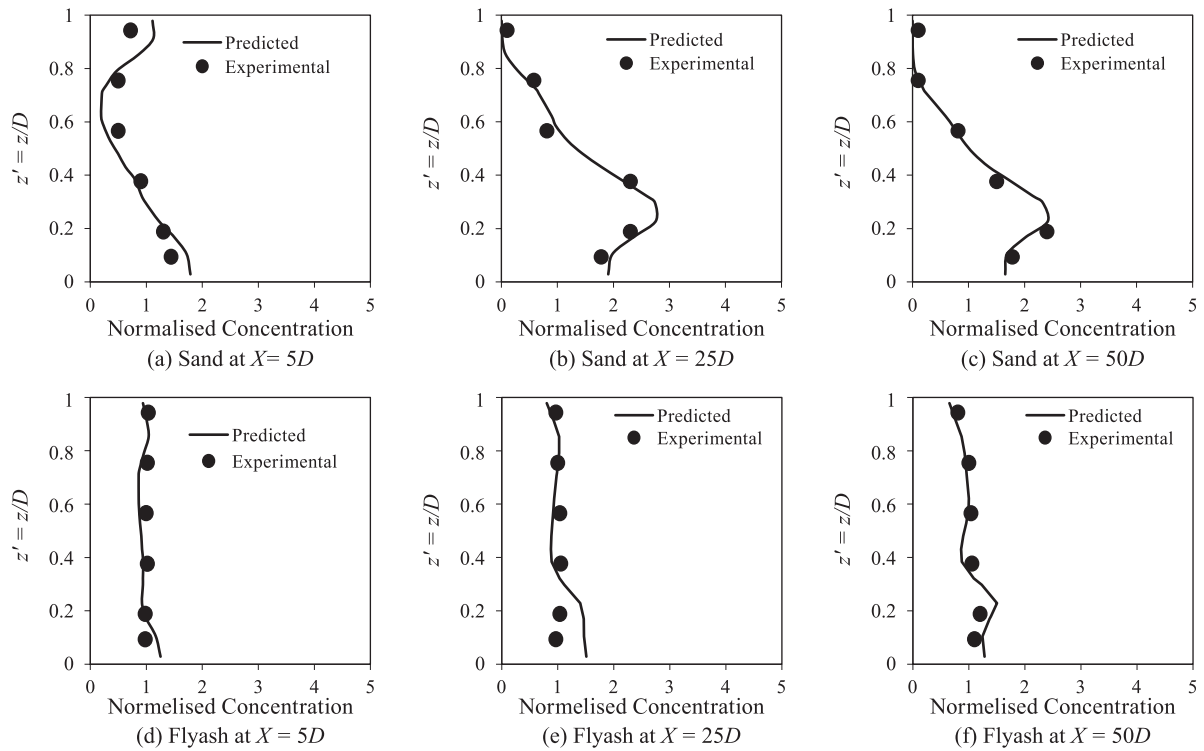 1
0.8
0.6
0.4
0.2
0
z' = z/D
Predicted
Experimental
0 1 2 3 4 5
Normalised Concentration
(a) Sand at X= 5D
1
0.8
0.6
0.4
0.2
0
z' = z/D
Predicted
Experimental
0 1 2 3 4 5
Normalised Concentration
(b) Sand at X = 25D
1
0.8
0.6
0.4
0.2
0
z' = z/D
Predicted
Experimental
0 1 2 3 4 5
Normalised Concentration
(c) Sand at X = 50D
1
0.8
0.6
0.4
0.2
0
z' = z/D
Predicted
Experimental
0 1 2 3 4 5
Normelised Concentration
(d) Flyash at X = 5D
1
0.8
0.6
0.4
0.2
0
z' = z/D
Predicted
Experimental
0 1 2 3 4 5
Normelised Concentration
(e) Flyash at X = 25D
1
0.8
0.6
0.4
0.2
0
z' = z/D
Predicted
Experimental
0 1 2 3 4 5
Normelised Concentration
(f) Flyash at X = 50D